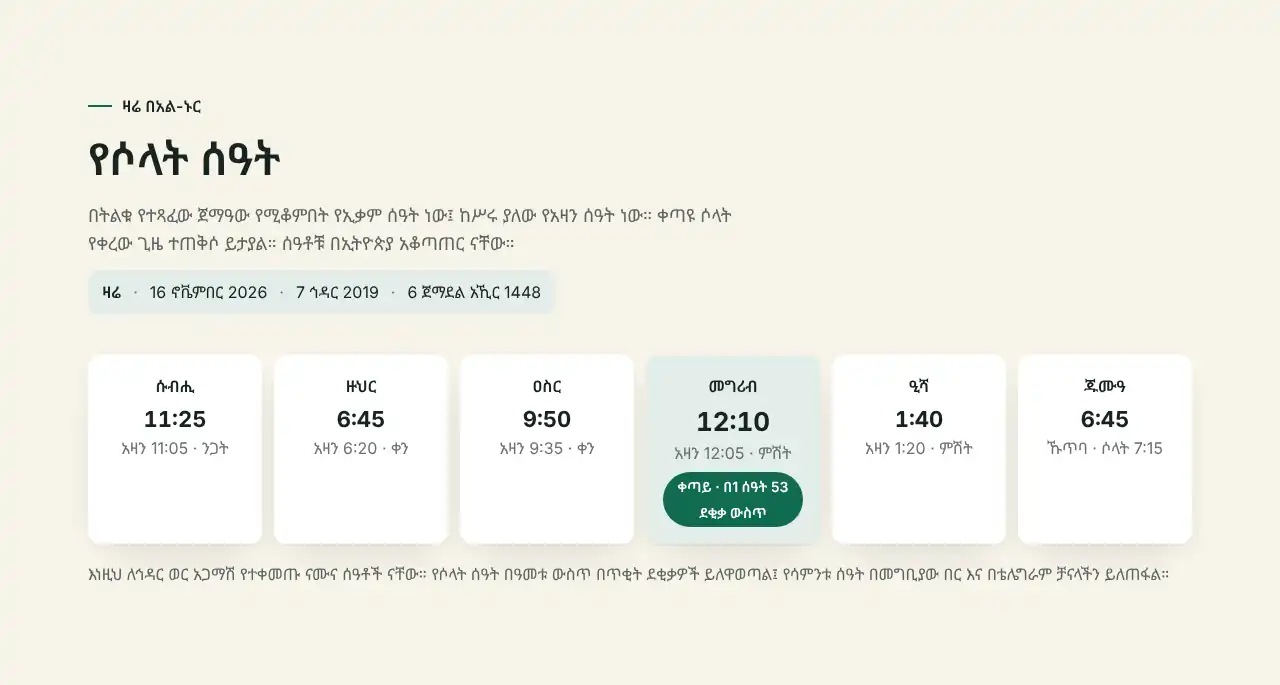 ዛሬ በአል-ኑር
የሶላት ሰዓት
በትልቁ የተጻፈው ጀማዓው የሚቆምበት የኢቃም ሰዓት ነው፤ ከሥሩ ያለው የአዛን ሰዓት ነው። ቀጣዩ ሶላት
የቀረው ጊዜ ተጠቅሶ ይታያል። ሰዓቶቹ በኢትዮጵያ አቆጣጠር ናቸው።
ዛሬ · 16 ኖቬምበር 2026 · 7 ኅዳር 2019 · 6 ጀማደል አኺር 1448
ሱብሒ
11:25
አዛን 11:05 · ንጋት
ዙህር
6:45
አዛን 6:20 · ቀን
ዐስር
9:50
አዛን 9:35 · ቀን
መግሪብ
12:10
አዛን 12:05 · ምሽት
ቀጣይ · በ1 ሰዓት 53
ደቂቃ ውስጥ
ዒሻ
1:40
አዛን 1:20 · ምሽት
ጁሙዓ
6:45
ኹጥባ · ሶላት 7:15
እነዚህ ለኅዳር ወር አጋማሽ የተቀመጡ ናሙና ሰዓቶች ናቸው። የሶላት ሰዓት በዓመቱ ውስጥ በጥቂት ደቂቃዎች ይለዋወጣል፤ የሳምንቱ ሰዓት በመግቢያው በር እና በቴሌግራም ቻናላችን ይለጠፋል።